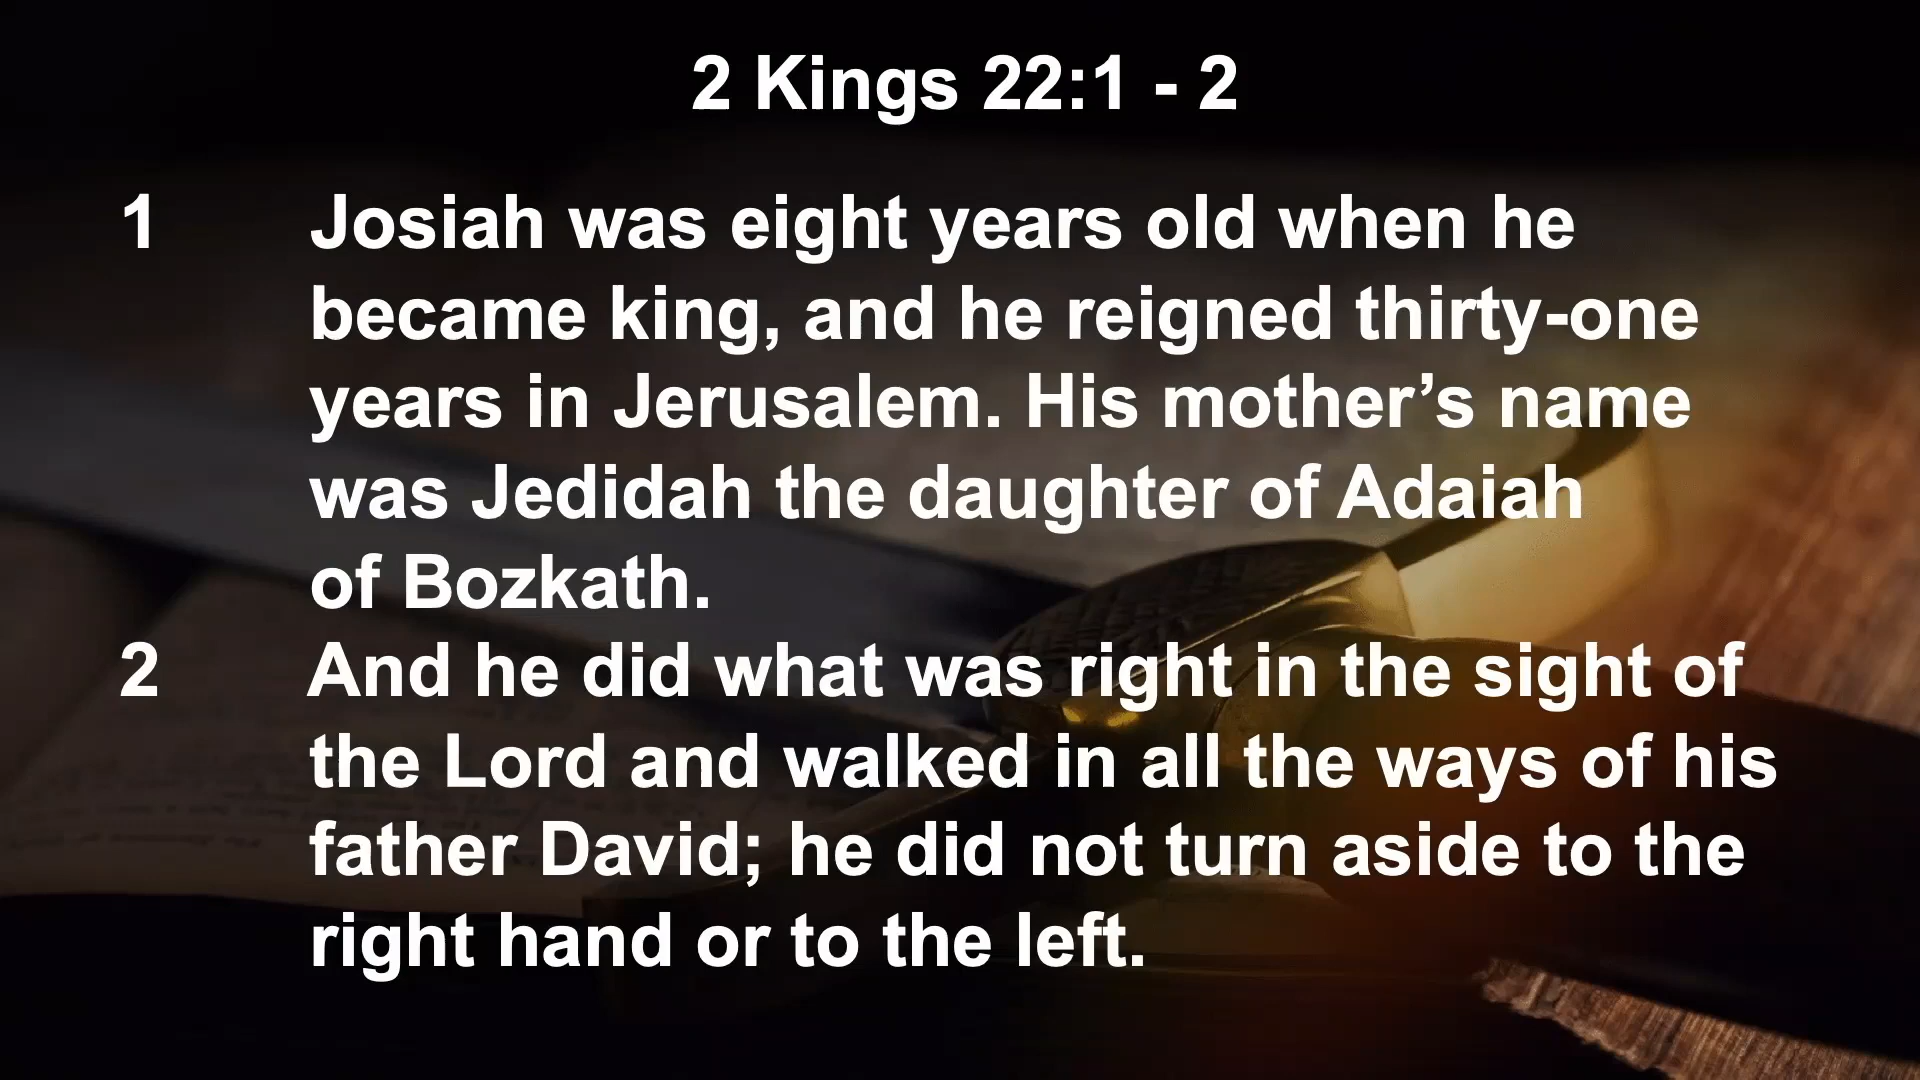 2 Kings 22:1 - 2
1 Josiah was eight years old when he
became king, and he reigned thirty-one
years in Jerusalem. His mother’s name
was Jedidah the daughter of Adaiah
of Bozkath.
2 And he did what was right in the sight of
the Lord and walked in all the ways of his
father David; he did not turn aside to the
right hand or to the left.